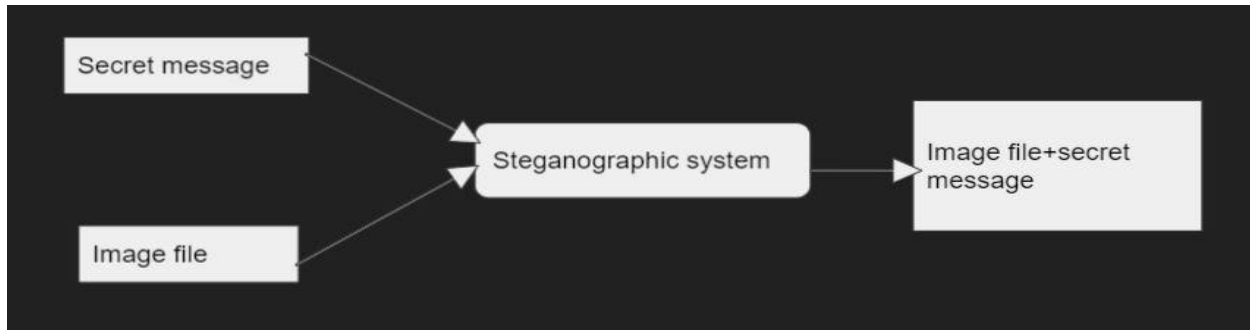 Secret message
Steganographic system
Image file+secret
message
Image file